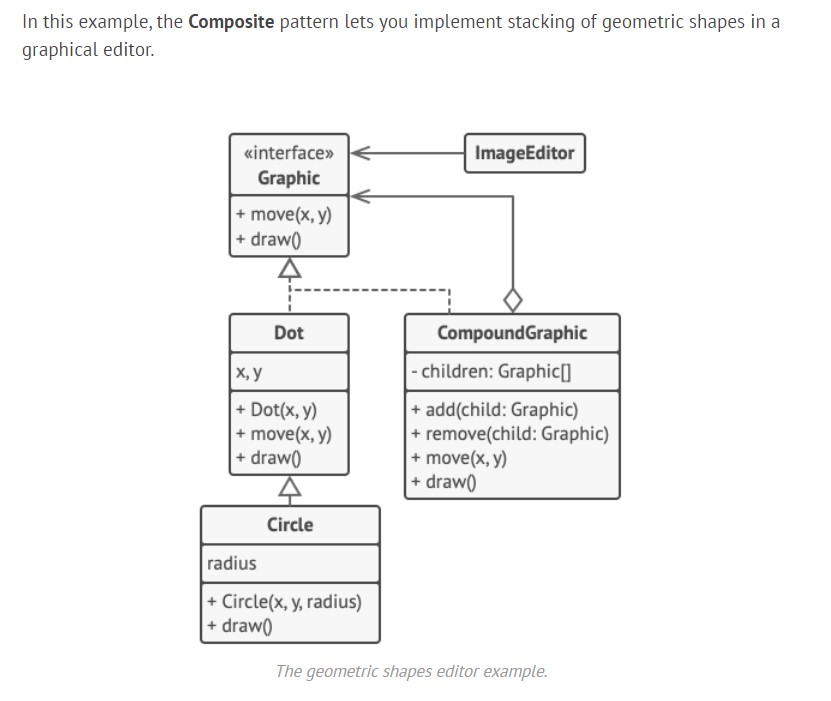 In this example, the Composite pattern lets you implement stacking of geometric shapes in a
graphical editor.
«interface»
Graphic
+ move(x, y)
+ draw()
ImageEditor
Dot
x, y
+ Dot(x, y)
+ move(x, y)
+ draw()
CompoundGraphic
- children: Graphic[]
+ add(child: Graphic)
+ remove(child: Graphic)
+ move(x, y)
+ draw()
Circle
radius
+ Circle(x, y, radius)
+ draw()
The geometric shapes editor example.